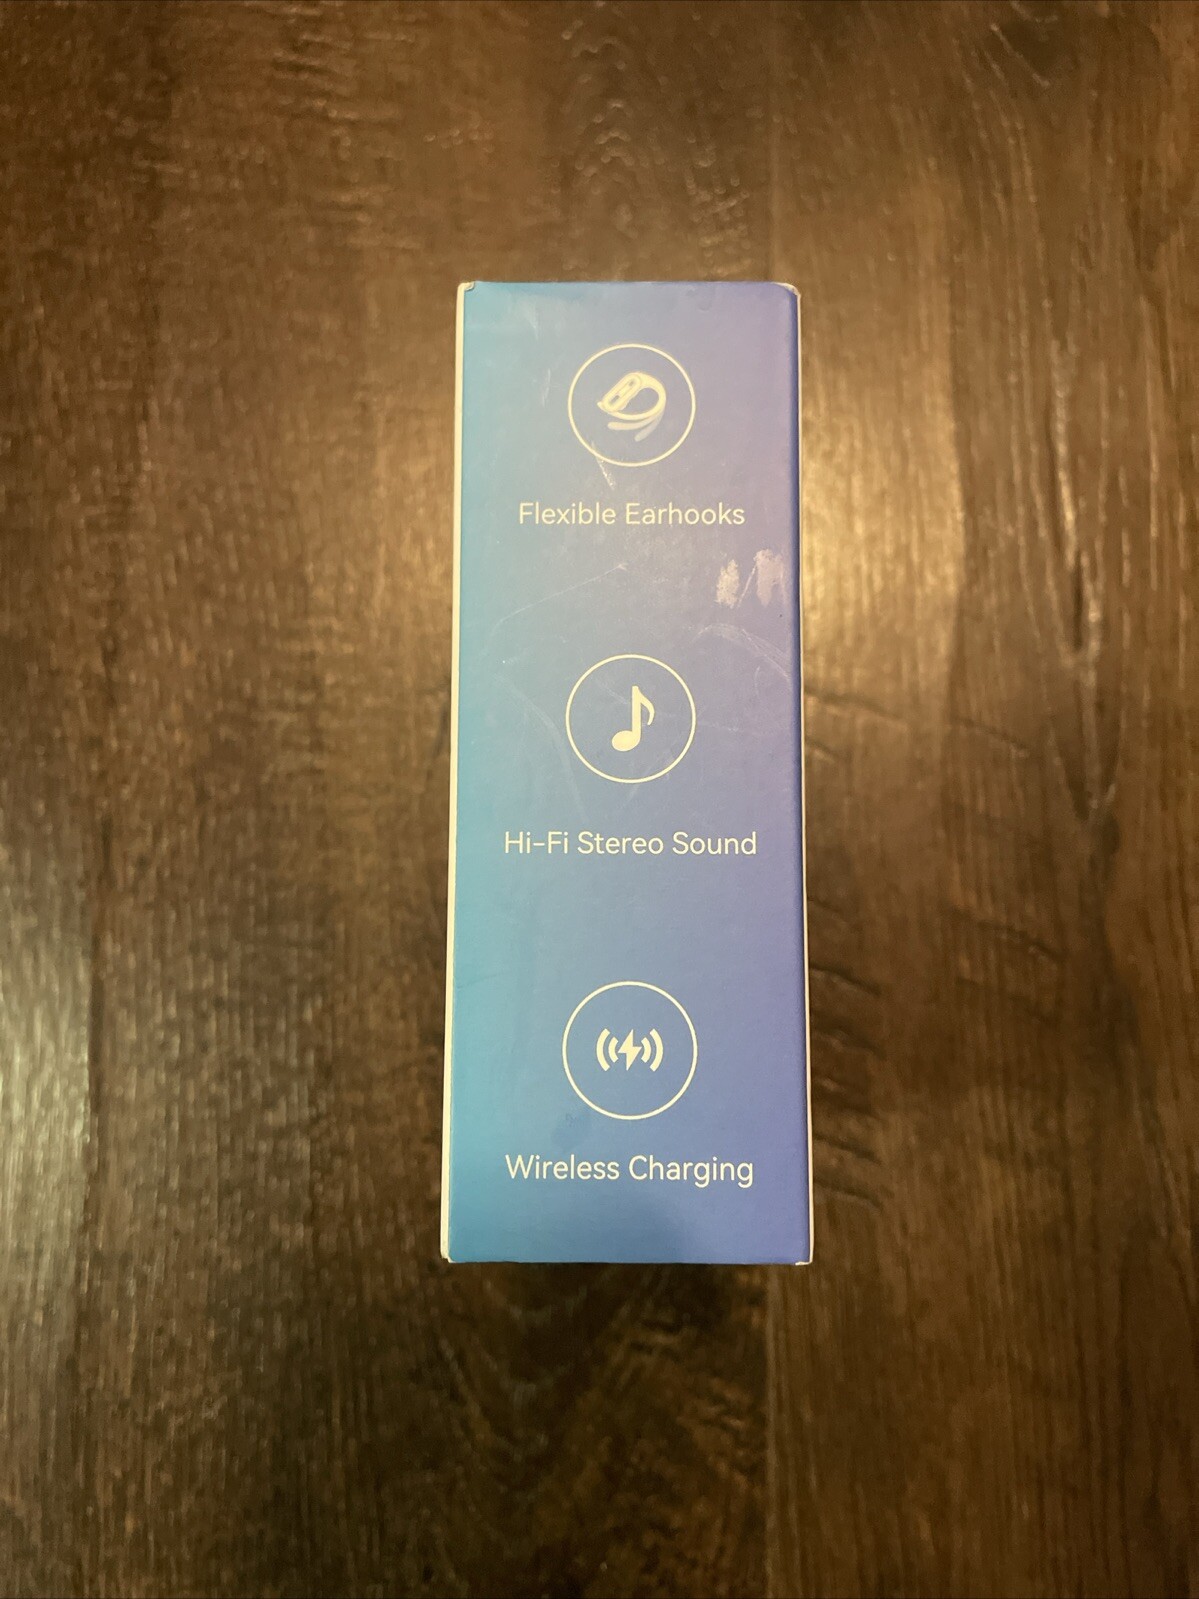 Flexible Earhooks
Hi-Fi Stereo Sound
Wireless Charging